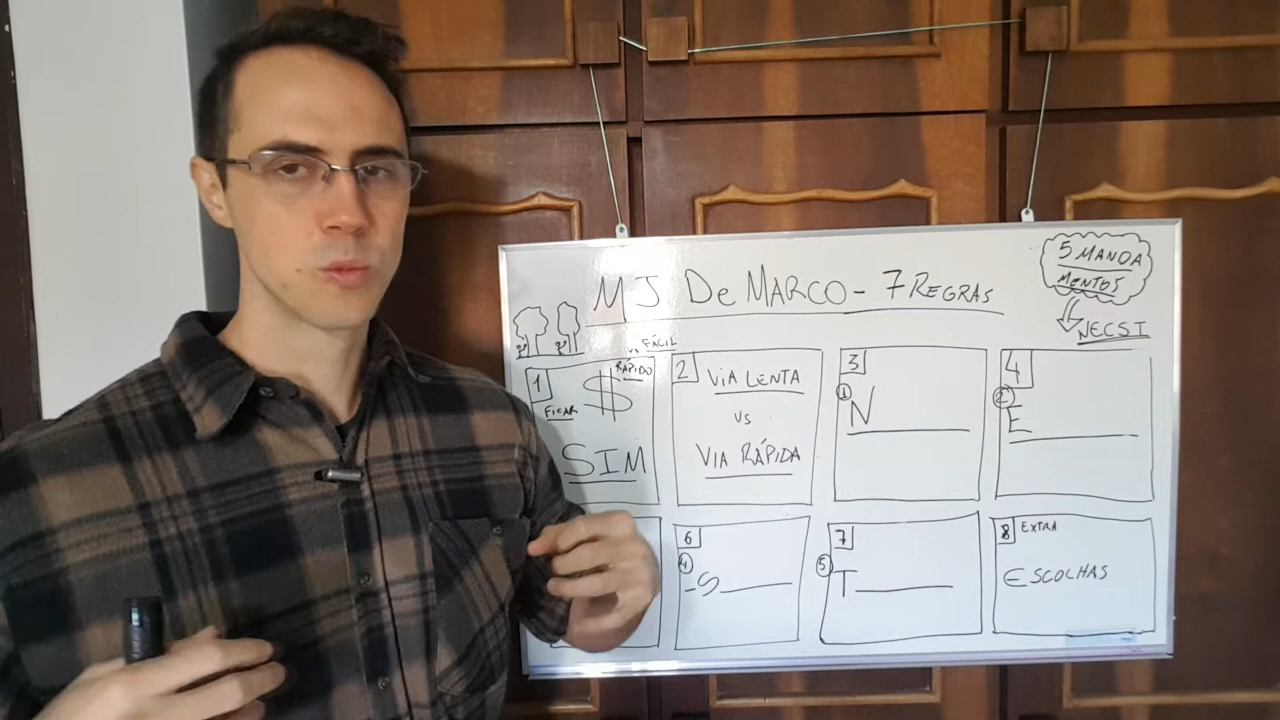 MJ DeMARCO - 7 REGRAS
5 MANDA
MENTOS
NECSI
vs FÁCIL
1
RÁPIDO
FICAR
$
SIM
2
VIA LENTA
VS
VIA RÁPIDA
3
1
N
4
2
E
6
4
S
7
5
T
8 EXTRA
ESCOLHAS